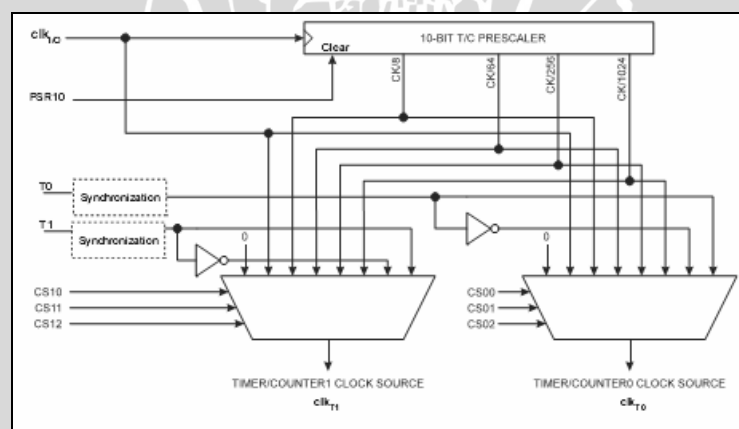 clk I/O
10-BIT T/C PRESCALER
Clear
PSR10
CK/8
CK/64
CK/256
CK/1024
T0
Synchronization
T1
Synchronization
0
0
CS10
CS11
CS12
CS00
CS01
CS02
TIMER/COUNTER1 CLOCK SOURCE
clkT1
TIMER/COUNTER0 CLOCK SOURCE
clkT0